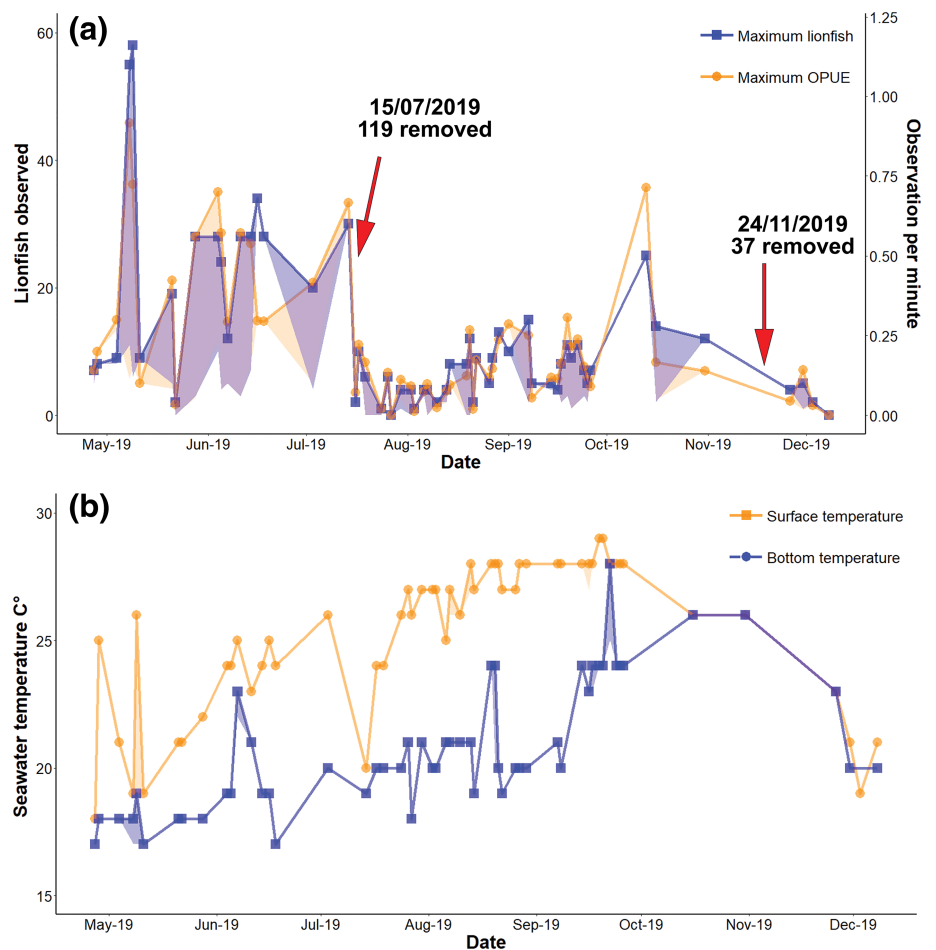 (a)
Maximum lionfish
Maximum OPUE
15/07/2019
119 removed
24/11/2019
37 removed
Lionfish observed
60
40
20
0
Observation per minute
1.25
1.00
0.75
0.50
0.25
0.00
May-19 Jun-19 Jul-19 Aug-19 Sep-19 Oct-19 Nov-19 Dec-19
Date
(b)
Surface temperature
Bottom temperature
Seawater temperature C°
30
25
20
15
May-19 Jun-19 Jul-19 Aug-19 Sep-19 Oct-19 Nov-19 Dec-19
Date